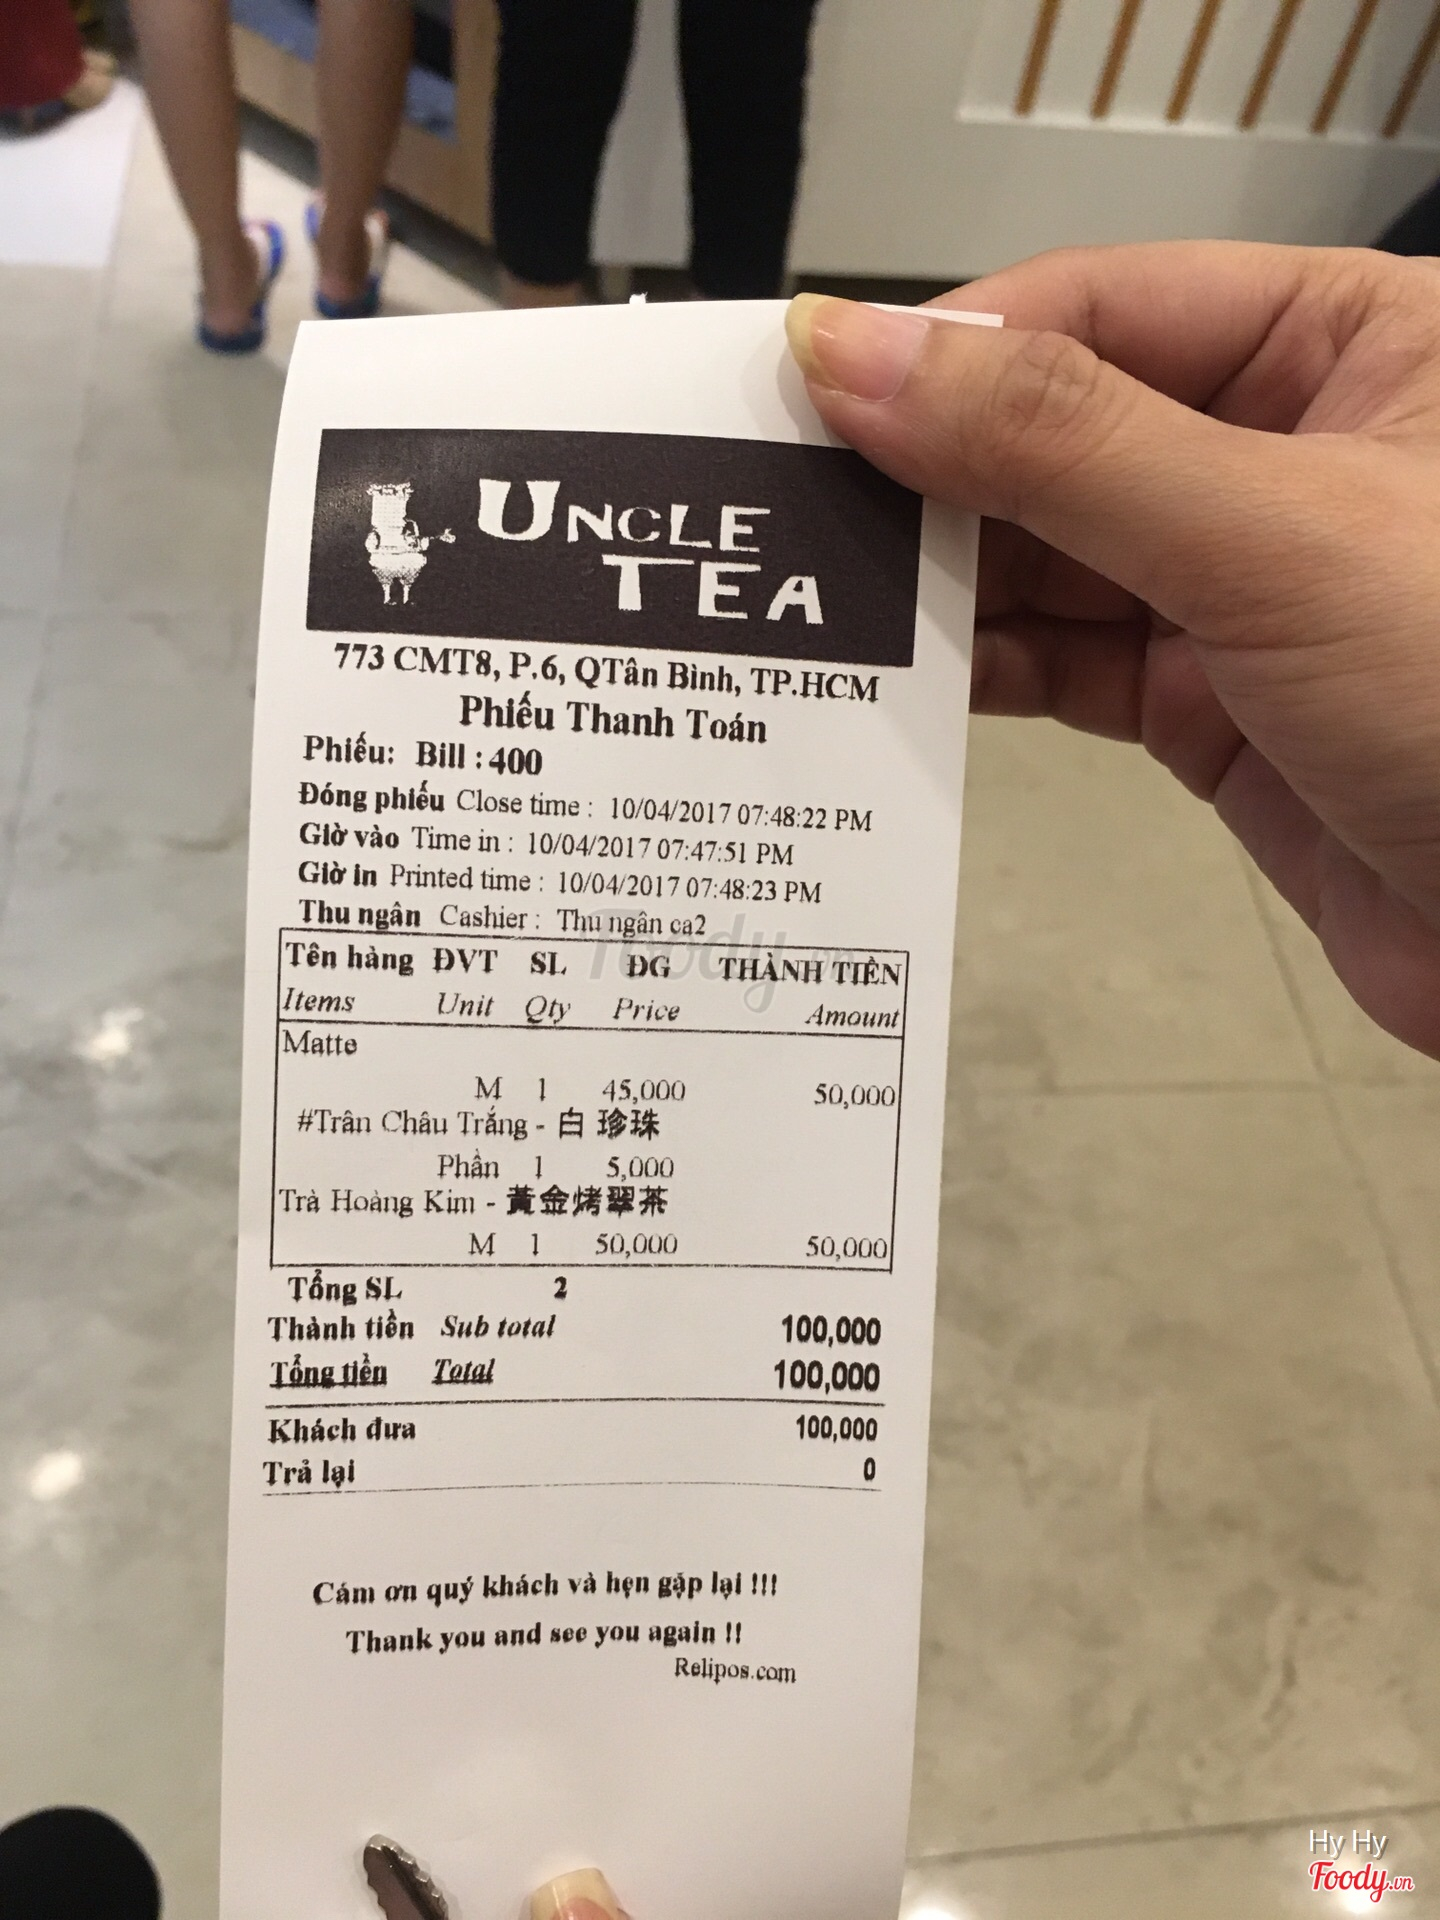 UNCLE
TEA
773 CMT8, P.6, QTân Bình, TP.HCM
Phiếu Thanh Toán
Phiếu: Bill : 400
Đóng phiếu Close time : 10/04/2017 07:48:22 PM
Giờ vào Time in : 10/04/2017 07:47:51 PM
Giờ in Printed time : 10/04/2017 07:48:23 PM
Thu ngân Cashier : Thu ngân ca2
Foody.vn
Tên hàng ĐVT SL ĐG THÀNH TIỀN
Items Unit Qty Price Amount
Matte
M 1 45,000 50,000
#Trân Châu Trắng - 白 珍珠
Phần 1 5,000
Trà Hoàng Kim - 黃金烤翠茶
M 1 50,000 50,000
Tổng SL 2
Thành tiền Sub total 100,000
Tổng tiền Total 100,000
Khách đưa 100,000
Trả lại 0
Cám ơn quý khách và hẹn gặp lại !!!
Thank you and see you again !!
Relipos.com
Hy Hy
Foody.vn